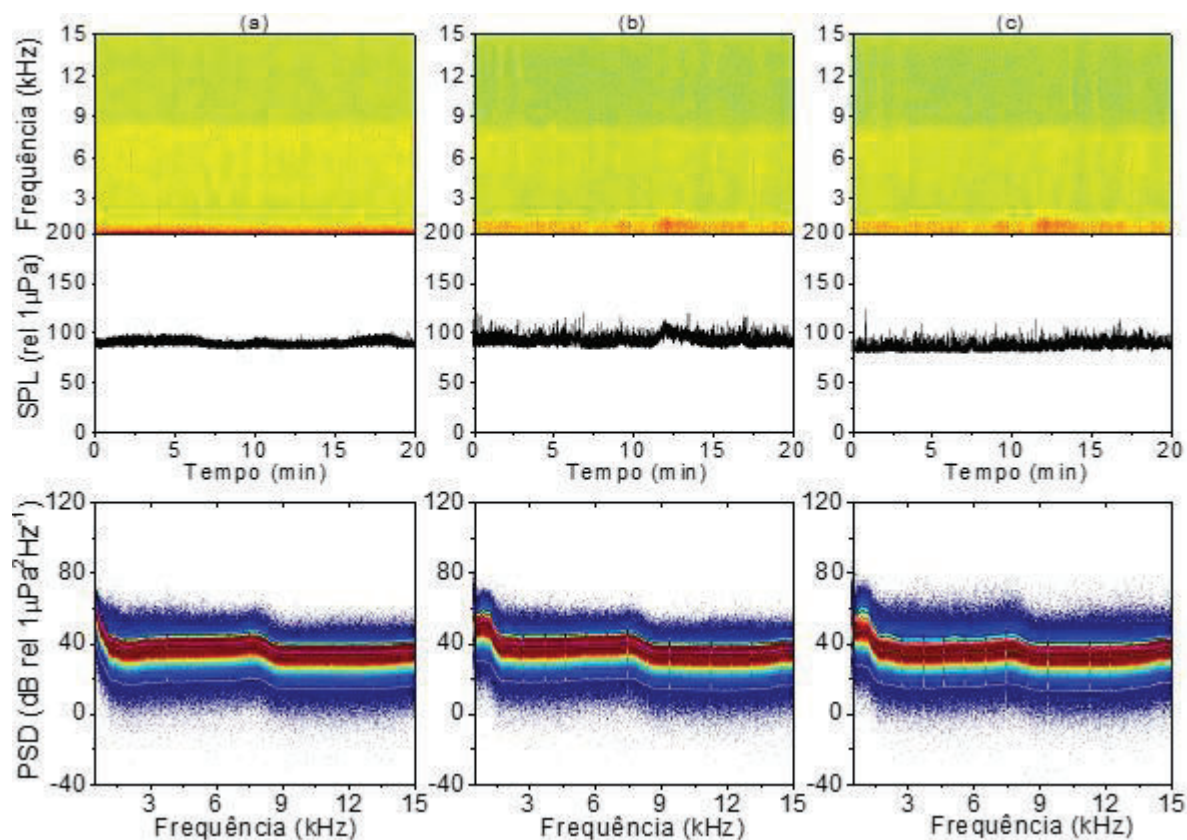 (a) (b) (c)
Frequência (kHz)
15 15 15
12 12 12
9 9 9
6 6 6
3 3 3
200 200 200
SPL (rel 1µPa)
150 150 150
100 100 100
50 50 50
0 0 0
0 5 10 15 20 0 5 10 15 20 0 5 10 15 20
Tempo (min) Tempo (min) Tempo (min)
PSD (dB rel 1µPa²Hz⁻¹)
120 120 120
80 80 80
40 40 40
0 0 0
-40 -40 -40
3 6 9 12 15 3 6 9 12 15 3 6 9 12 15
Frequência (kHz) Frequência (kHz) Frequência (kHz)